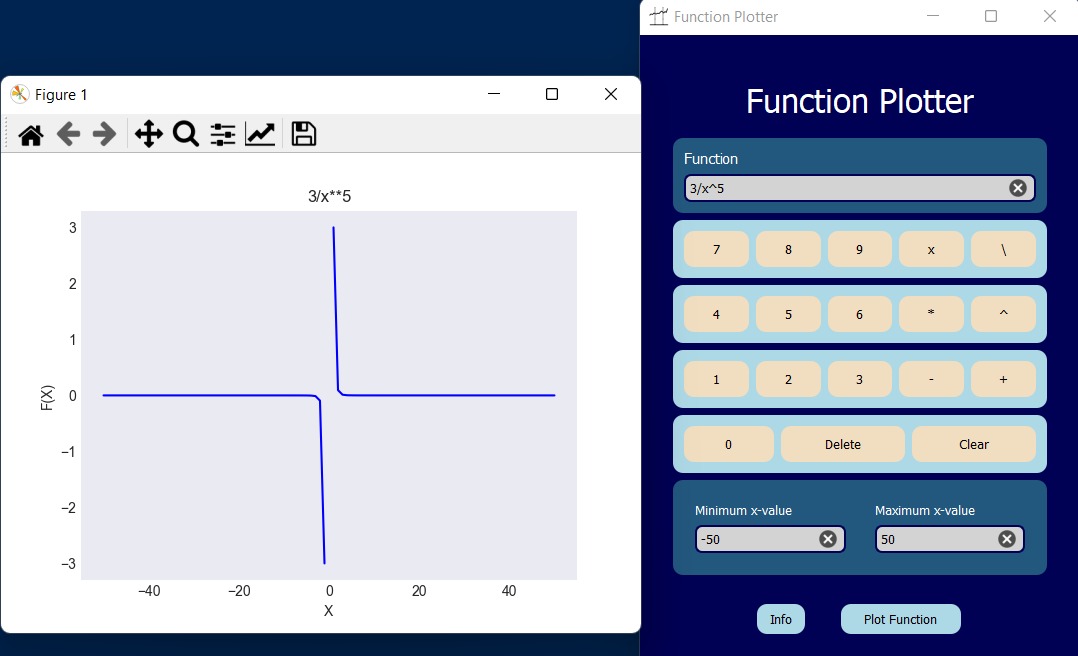 Function Plotter
Figure 1
Function Plotter
Function
3/x^5
7 8 9 x \
4 5 6 * ^
1 2 3 - +
0 Delete Clear
Minimum x-value Maximum x-value
-50 50
Info Plot Function
3/x**5
3
2
1
0
−1
−2
−3
F(X)
−40 −20 0 20 40
X